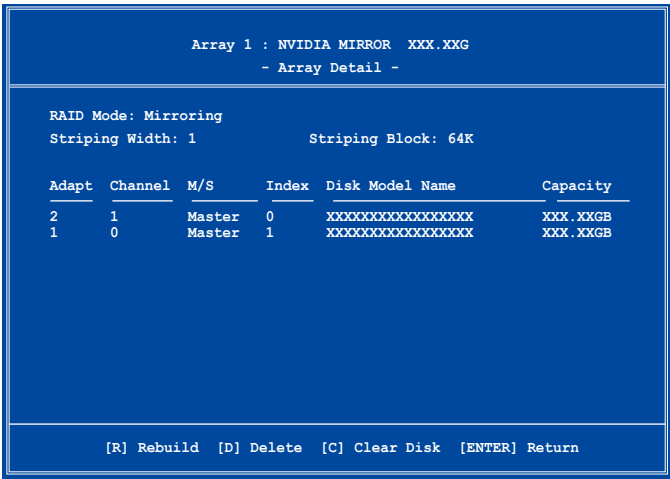 Array 1 : NVIDIA MIRROR XXX.XXG
- Array Detail -
RAID Mode: Mirroring
Striping Width: 1 Striping Block: 64K
Adapt Channel M/S Index Disk Model Name Capacity
2 1 Master 0 XXXXXXXXXXXXXXXXX XXX.XXGB
1 0 Master 1 XXXXXXXXXXXXXXXXX XXX.XXGB
[R] Rebuild [D] Delete [C] Clear Disk [ENTER] Return